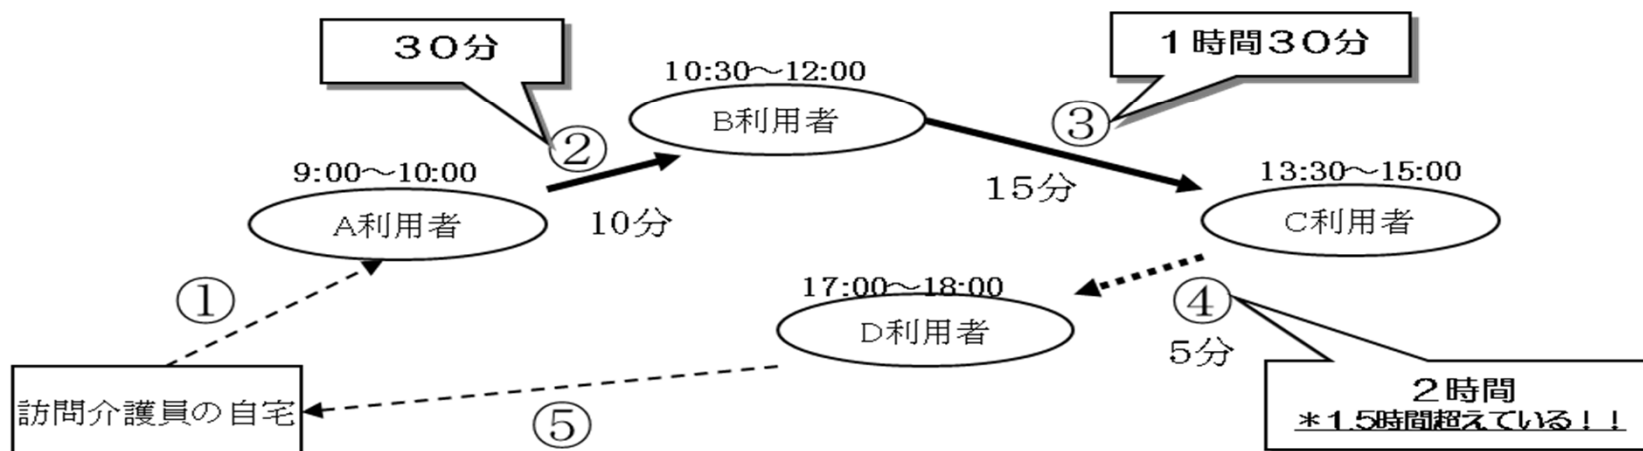 ３０分
１時間３０分
10:30～12:00
B利用者
③
②
9:00～10:00
A利用者
10分
15分
13:30～15:00
C利用者
①
17:00～18:00
D利用者
④
5分
訪問介護員の自宅
⑤
２時間
＊1.5時間超えている！！